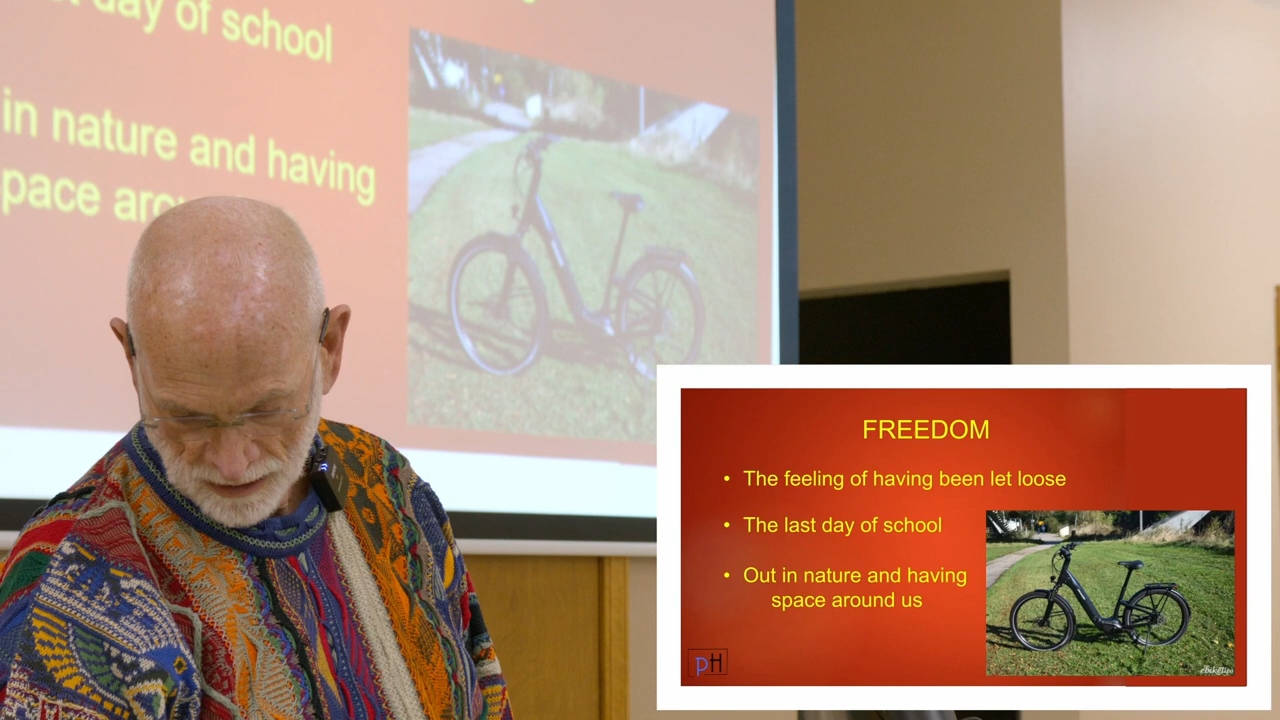 t day of school
in nature and having
pace aro
FREEDOM
• The feeling of having been let loose
• The last day of school
• Out in nature and having
space around us
pH
ebiketips